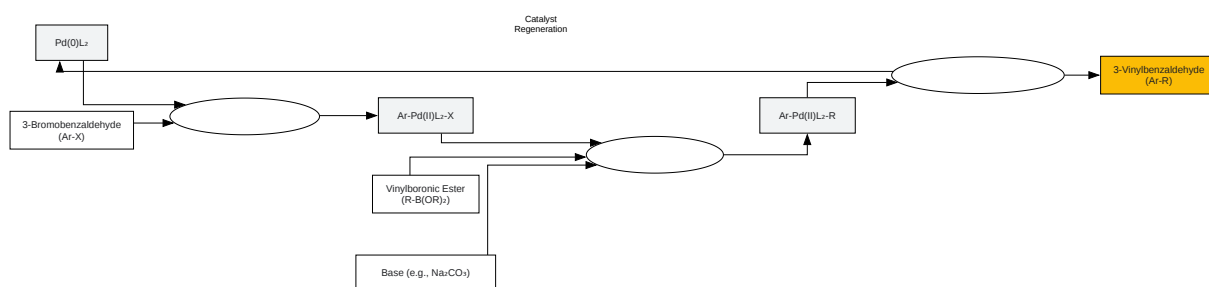 Catalyst
Regeneration
Pd(0)L₂
3-Vinylbenzaldehyde
(Ar-R)
3-Bromobenzaldehyde
(Ar-X)
Ar-Pd(II)L₂-X
Ar-Pd(II)L₂-R
Vinylboronic Ester
(R-B(OR)₂)
Base (e.g., Na₂CO₃)